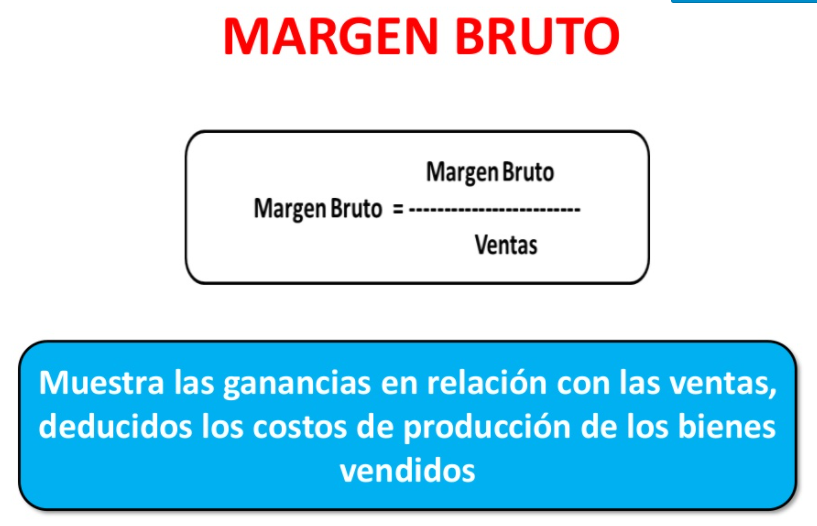 MARGEN BRUTO
Margen Bruto
Margen Bruto = ------------------------
Ventas
Muestra las ganancias en relación con las ventas,
deducidos los costos de producción de los bienes
vendidos